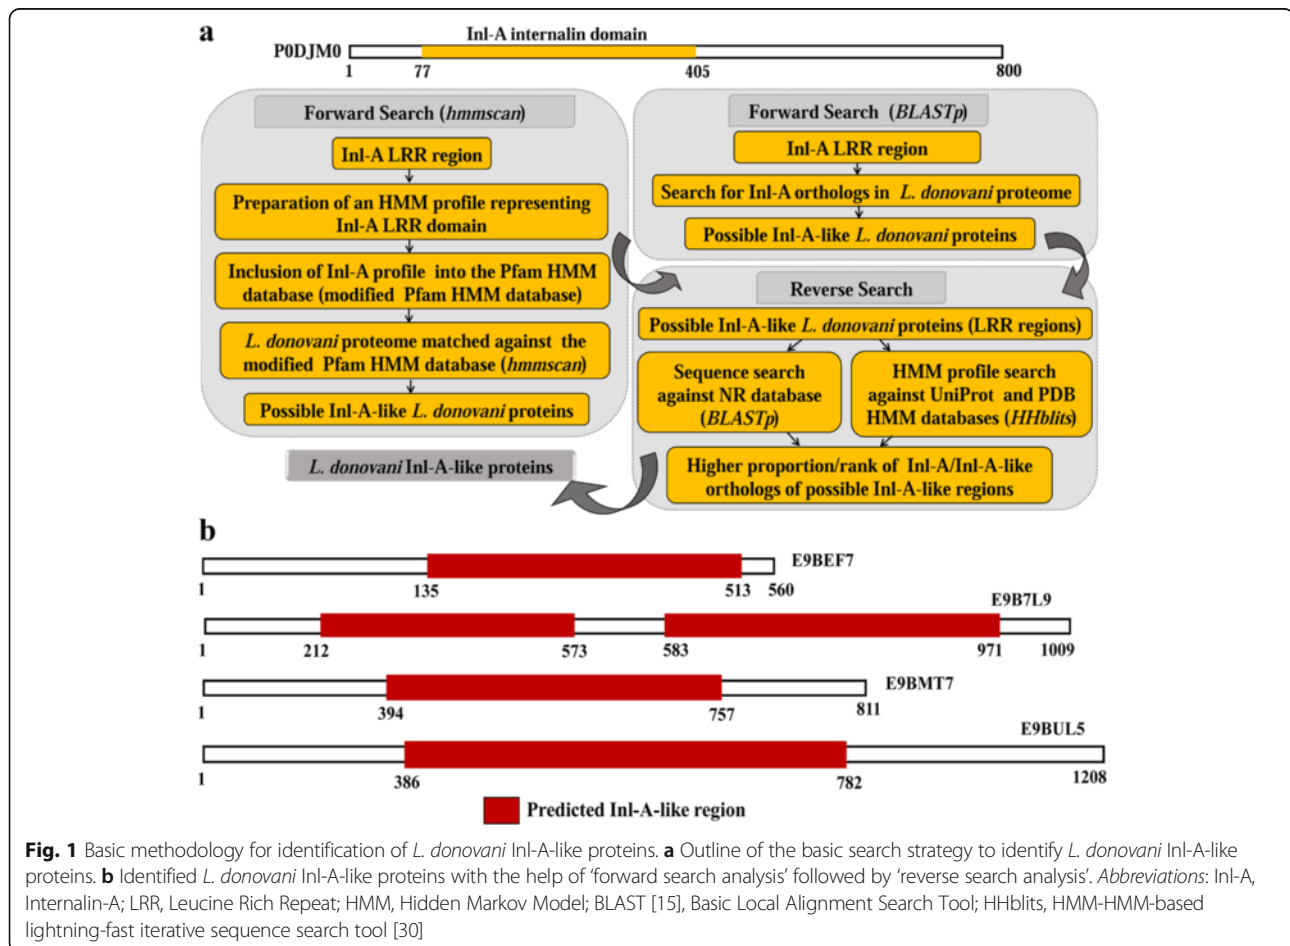 a
Inl-A internalin domain
P0DJM0
1 77 405 800
Forward Search (hmmscan)
Inl-A LRR region
Preparation of an HMM profile representing
Inl-A LRR domain
Inclusion of Inl-A profile into the Pfam HMM
database (modified Pfam HMM database)
L. donovani proteome matched against the
modified Pfam HMM database (hmmscan)
Possible Inl-A-like L. donovani proteins
Forward Search (BLASTp)
Inl-A LRR region
Search for Inl-A orthologs in L. donovani proteome
Possible Inl-A-like L. donovani proteins
Reverse Search
Possible Inl-A-like L. donovani proteins (LRR regions)
Sequence search
against NR database
(BLASTp)
HMM profile search
against UniProt and PDB
HMM databases (HHblits)
Higher proportion/rank of Inl-A/Inl-A-like
orthologs of possible Inl-A-like regions
L. donovani Inl-A-like proteins
b
E9BEF7
1 135 513 560
E9B7L9
1 212 573 583 971 1009
E9BMT7
1 394 757 811
E9BUL5
1 386 782 1208
Predicted Inl-A-like region
Fig. 1 Basic methodology for identification of L. donovani Inl-A-like proteins. a Outline of the basic search strategy to identify L. donovani Inl-A-like
proteins. b Identified L. donovani Inl-A-like proteins with the help of ‘forward search analysis’ followed by ‘reverse search analysis’. Abbreviations: Inl-A,
Internalin-A; LRR, Leucine Rich Repeat; HMM, Hidden Markov Model; BLAST [15], Basic Local Alignment Search Tool; HHblits, HMM-HMM-based
lightning-fast iterative sequence search tool [30]